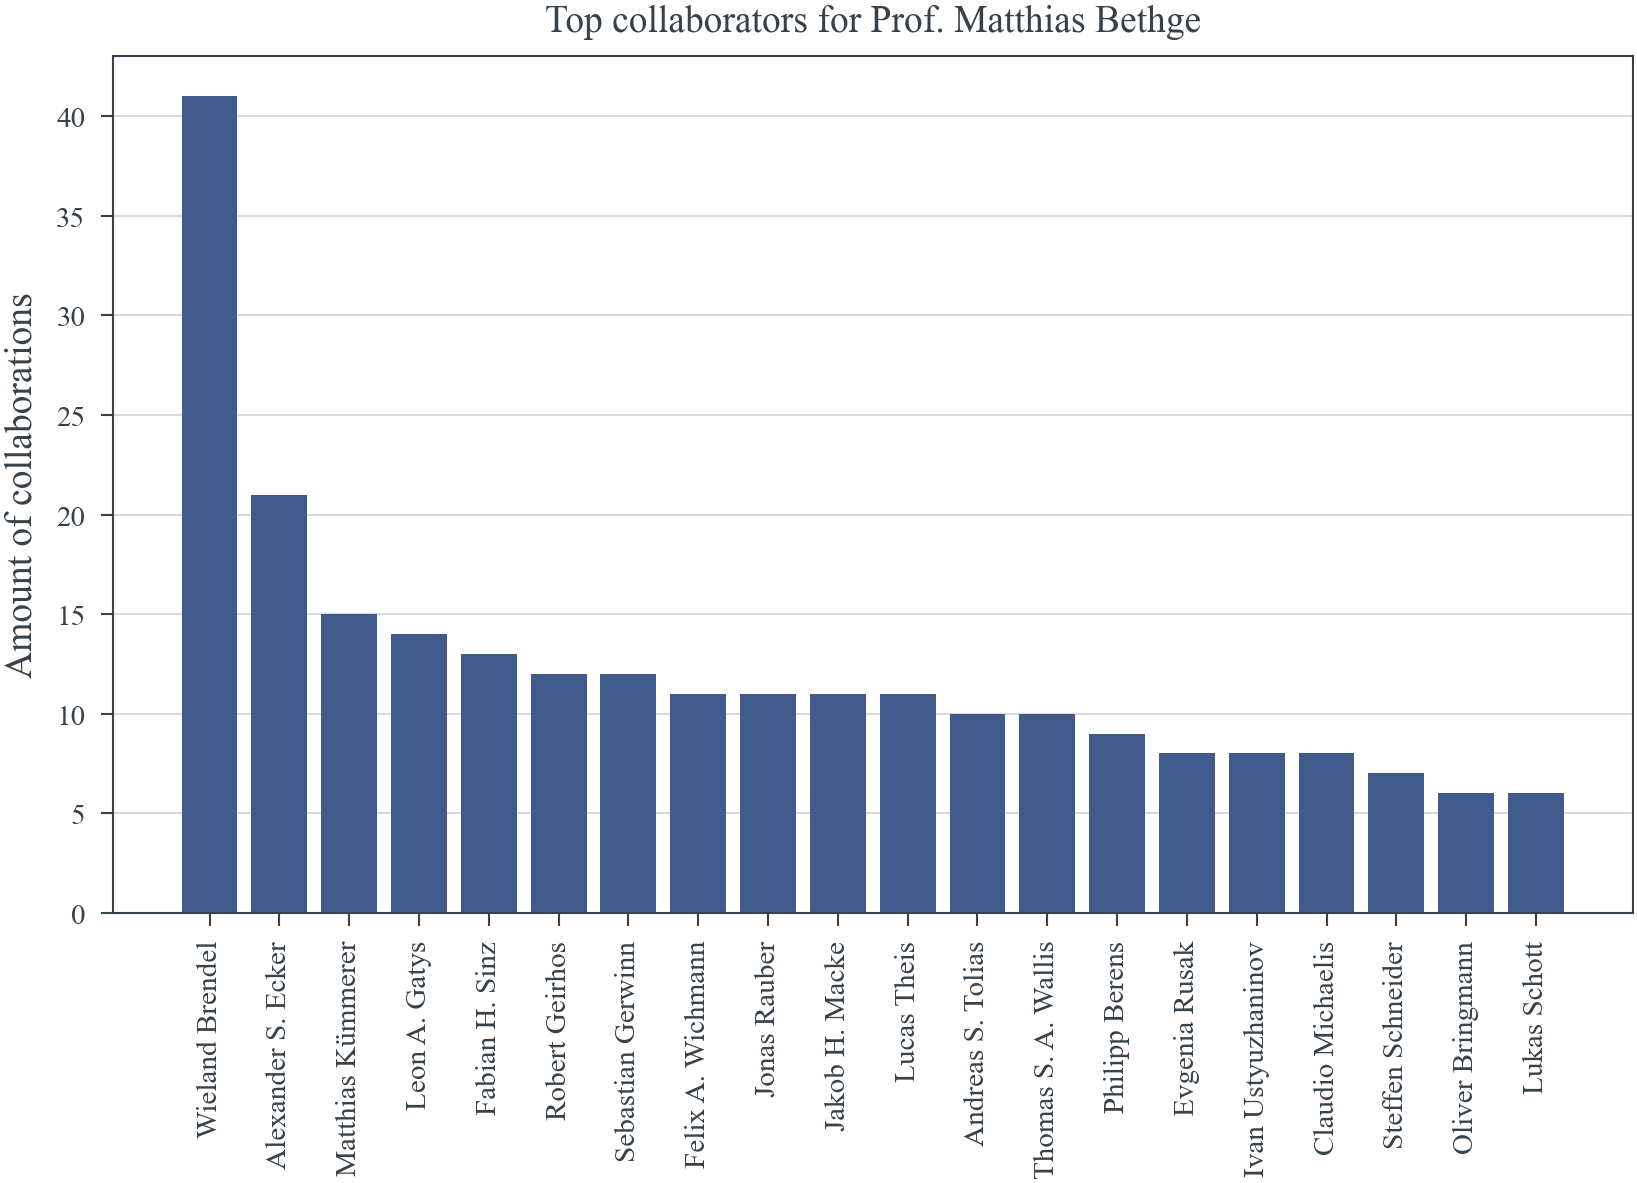 Top collaborators for Prof. Matthias Bethge
Amount of collaborations
40
35
30
25
20
15
10
5
0
Wieland Brendel
Alexander S. Ecker
Matthias Kümmerer
Leon A. Gatys
Fabian H. Sinz
Robert Geirhos
Sebastian Gerwinn
Felix A. Wichmann
Jonas Rauber
Jakob H. Macke
Lucas Theis
Andreas S. Tolias
Thomas S. A. Wallis
Philipp Berens
Evgenia Rusak
Ivan Ustyuzhaninov
Claudio Michaelis
Steffen Schneider
Oliver Bringmann
Lukas Schott